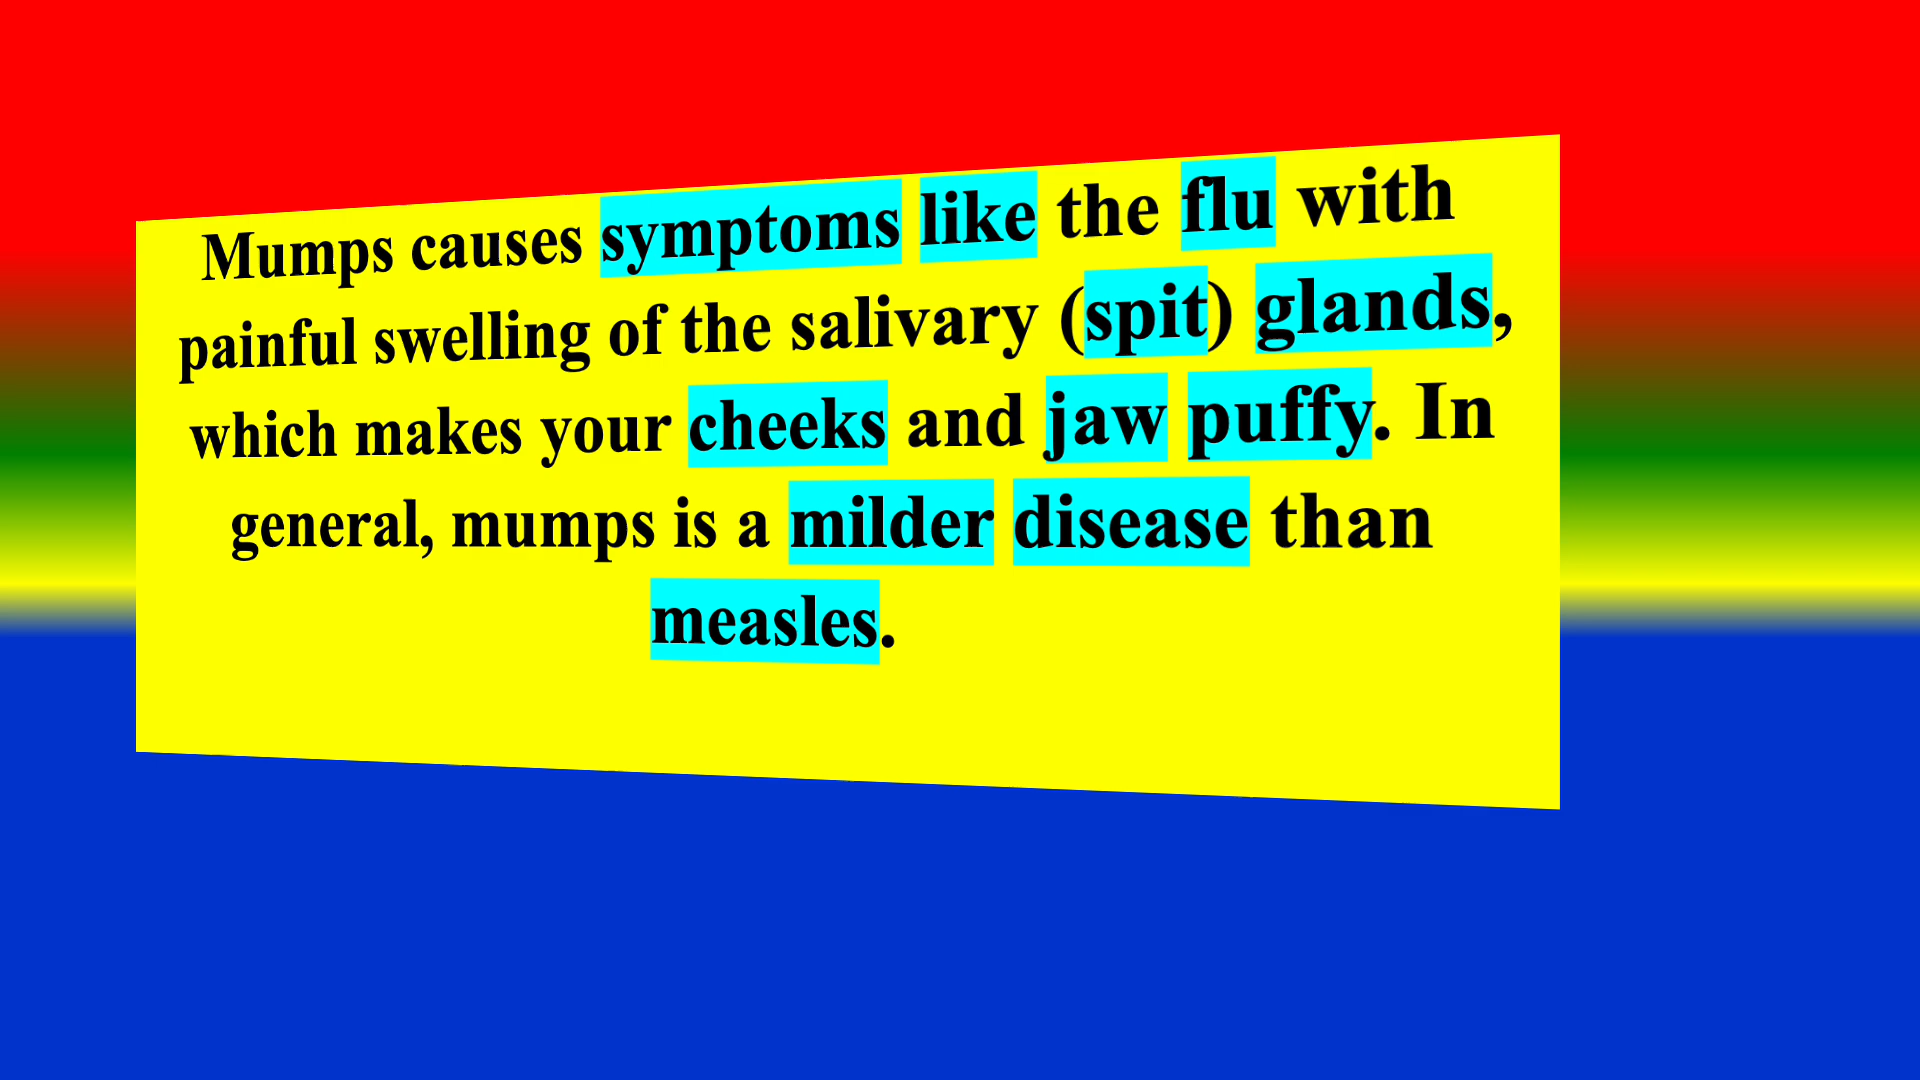 Mumps causes symptoms like the flu with
painful swelling of the salivary (spit) glands,
which makes your cheeks and jaw puffy. In
general, mumps is a milder disease than
measles.